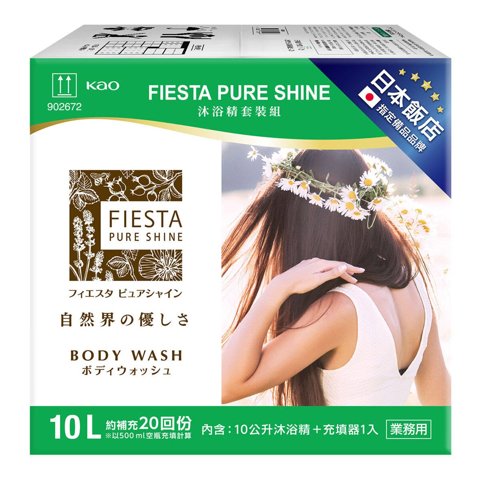 Kao
902672
FIESTA PURE SHINE
沐浴精套裝組
日本飯店
指定備品品牌
FIESTA
PURE SHINE
フィエスタ ピュアシャイン
自然界の優しさ
BODY WASH
ボディウォッシュ
10L 約補充20回份
※以500 ml空瓶充填計算
內含:10公升沐浴精+充填器1入 業務用